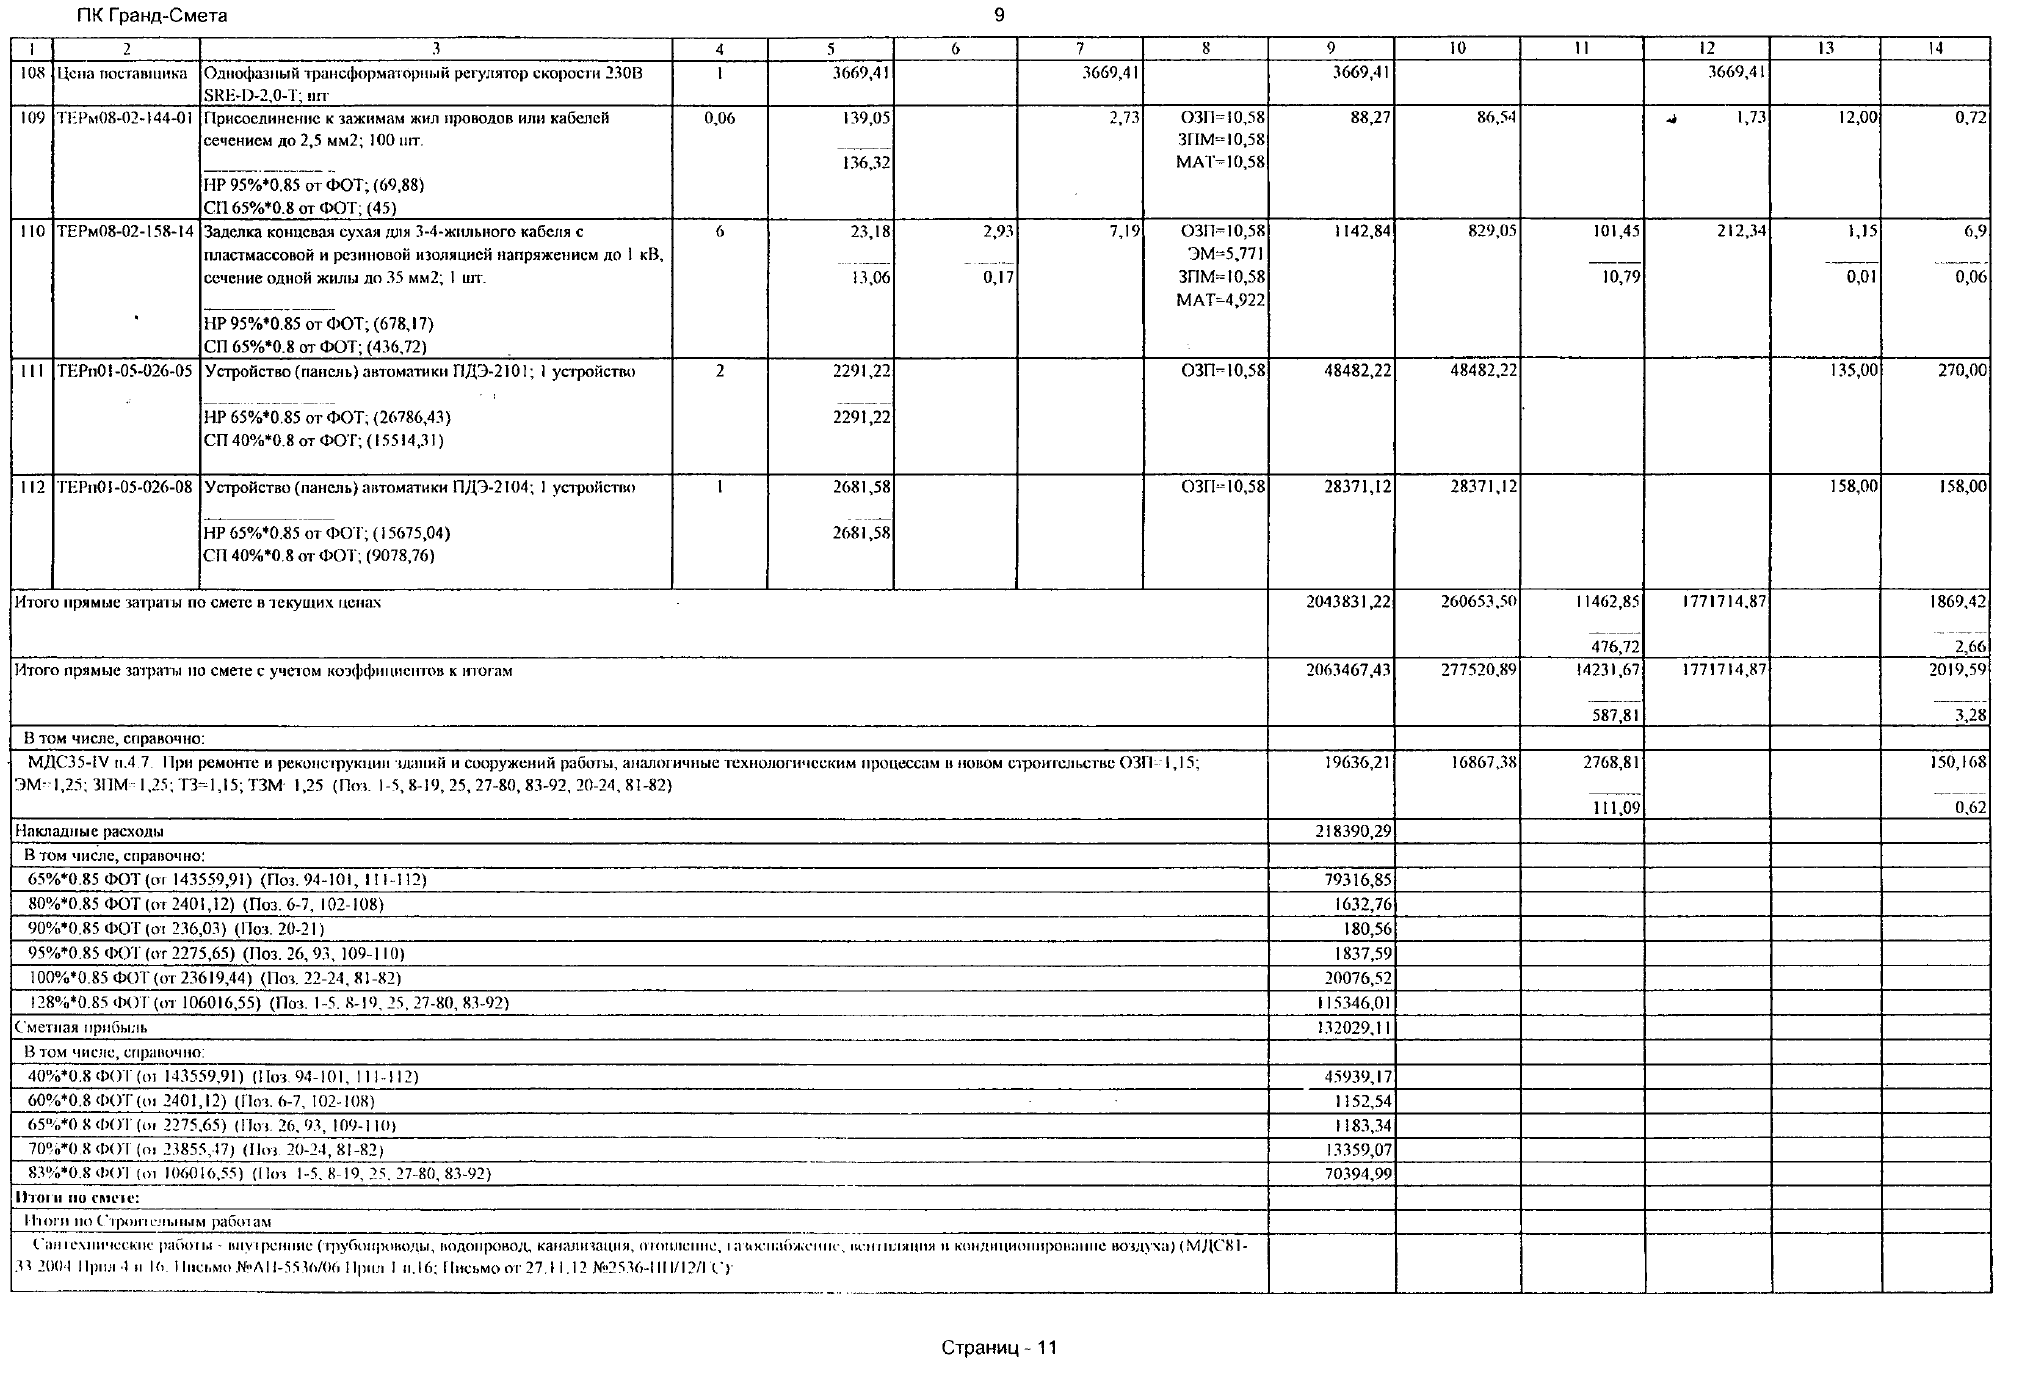 ПК Гранд-Смета 9
1 2 3 4 5 6 7 8 9 10 11 12 13 14
108 Цена поставщика Однофазный трансформаторный регулятор скорости 230В 1 3669,41 3669,41 3669,41 3669,41
SRE-D-2,0-T; шт
109 ТЕРм08-02-144-01 Присоединение к зажимам жил проводов или кабелей 0,06 139,05 2,73 ОЗП=10,58 88,27 86,54 1,73 12,00 0,72
сечением до 2,5 мм2; 100 шт. ЗПМ=10,58
136,32 МАТ=10,58
НР 95%*0.85 от ФОТ; (69,88)
СП 65%*0.8 от ФОТ; (45)
110 ТЕРм08-02-158-14 Заделка концевая сухая для 3-4-жильного кабеля с 6 23,18 2,93 7,19 ОЗП=10,58 1142,84 829,05 101,45 212,34 1,15 6,9
пластмассовой и резиновой изоляцией напряжением до 1 кВ, ЭМ=5,771
сечение одной жилы до 35 мм2; 1 шт. 13,06 0,17 ЗПМ=10,58 10,79 0,01 0,06
МАТ=4,922
НР 95%*0.85 от ФОТ; (678,17)
СП 65%*0.8 от ФОТ; (436,72)
111 ТЕРп01-05-026-05 Устройство (панель) автоматики ПДЭ-2101; 1 устройство 2 2291,22 ОЗП=10,58 48482,22 48482,22 135,00 270,00
НР 65%*0.85 от ФОТ; (26786,43) 2291,22
СП 40%*0.8 от ФОТ; (15514,31)
112 ТЕРп01-05-026-08 Устройство (панель) автоматики ПДЭ-2104; 1 устройство 1 2681,58 ОЗП=10,58 28371,12 28371,12 158,00 158,00
НР 65%*0.85 от ФОТ; (15675,04) 2681,58
СП 40%*0.8 от ФОТ; (9078,76)
Итого прямые затраты по смете в текущих ценах 2043831,22 260653,50 11462,85 1771714,87 1869,42
476,72 2,66
Итого прямые затраты по смете с учетом коэффициентов к итогам 2063467,43 277520,89 14231,67 1771714,87 2019,59
587,81 3,28
В том числе, справочно:
МДС35-IV п.4.7. При ремонте и реконструкции зданий и сооружений работы, аналогичные технологическим процессам в новом строительстве ОЗП=1,15; 19636,21 16867,38 2768,81 150,168
ЭМ=1,25; ЗПМ=1,25; ТЗ=1,15; ТЗМ=1,25 (Поз. 1-5, 8-19, 25, 27-80, 83-92, 20-24, 81-82)
111,09 0,62
Накладные расходы 218390,29
В том числе, справочно:
65%*0.85 ФОТ (от 143559,91) (Поз. 94-101, 111-112) 79316,85
80%*0.85 ФОТ (от 2401,12) (Поз. 6-7, 102-108) 1632,76
90%*0.85 ФОТ (от 236,03) (Поз. 20-21) 180,56
95%*0.85 ФОТ (от 2275,65) (Поз. 26, 93, 109-110) 1837,59
100%*0.85 ФОТ (от 23619,44) (Поз. 22-24, 81-82) 20076,52
128%*0.85 ФОТ (от 106016,55) (Поз. 1-5, 8-19, 25, 27-80, 83-92) 115346,01
Сметная прибыль 132029,11
В том числе, справочно:
40%*0.8 ФОТ (от 143559,91) (Поз. 94-101, 111-112) 45939,17
60%*0.8 ФОТ (от 2401,12) (Поз. 6-7, 102-108) 1152,54
65%*0.8 ФОТ (от 2275,65) (Поз. 26, 93, 109-110) 1183,34
70%*0.8 ФОТ (от 23855,47) (Поз. 20-24, 81-82) 13359,07
83%*0.8 ФОТ (от 106016,55) (Поз. 1-5, 8-19, 25, 27-80, 83-92) 70394,99
Итоги по смете:
Итоги по Строительным работам
Сантехнические работы - внутренние (трубопроводы, водопровод, канализация, отопление, газоснабжение, вентиляция и кондиционирование воздуха) (МДС81-
33.2004 Прил.4 п.16; Письмо №АП-5536/06 Прил.1 п.16; Письмо от 27.11.12 №2536-ИП/12/ГС):
Страниц - 11